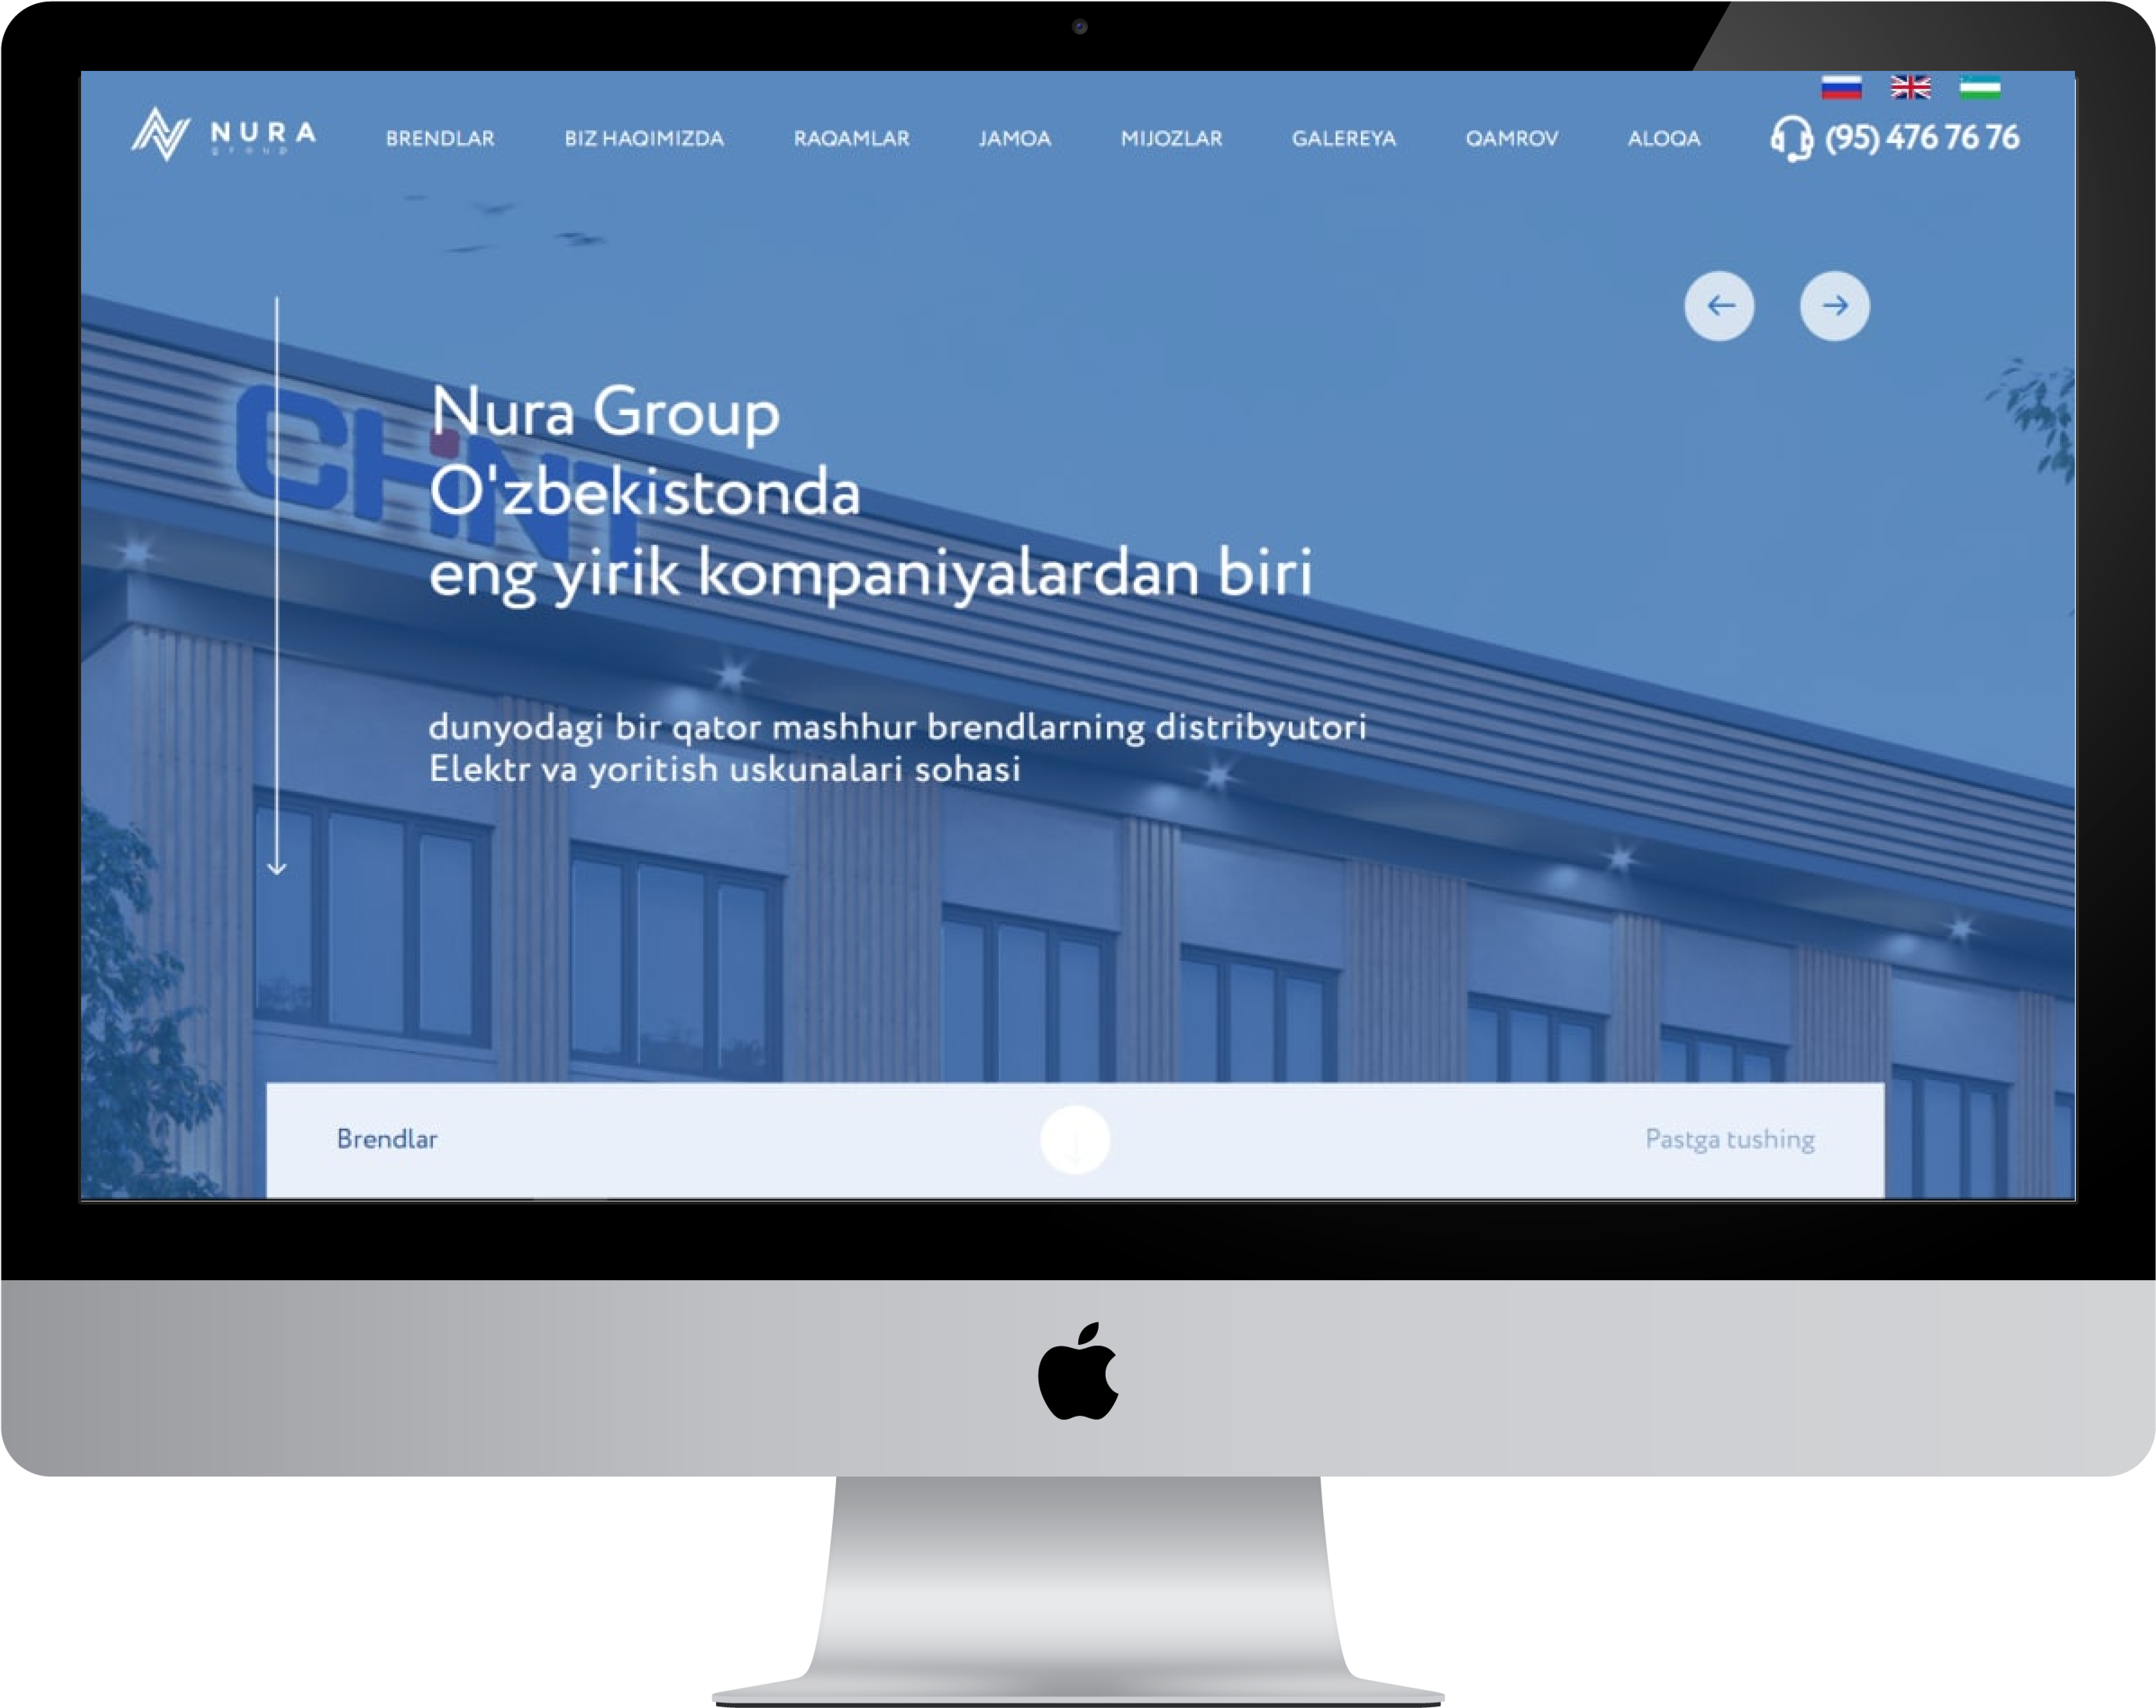 NURA
group
BRENDLAR BIZ HAQIMIZDA RAQAMLAR JAMOA MIJOZLAR GALEREYA QAMROV ALOQA (95) 476 76 76
CHINT
Nura Group
O'zbekistonda
eng yirik kompaniyalardan biri
dunyodagi bir qator mashhur brendlarning distribyutori
Elektr va yoritish uskunalari sohasi
Brendlar Pastga tushing